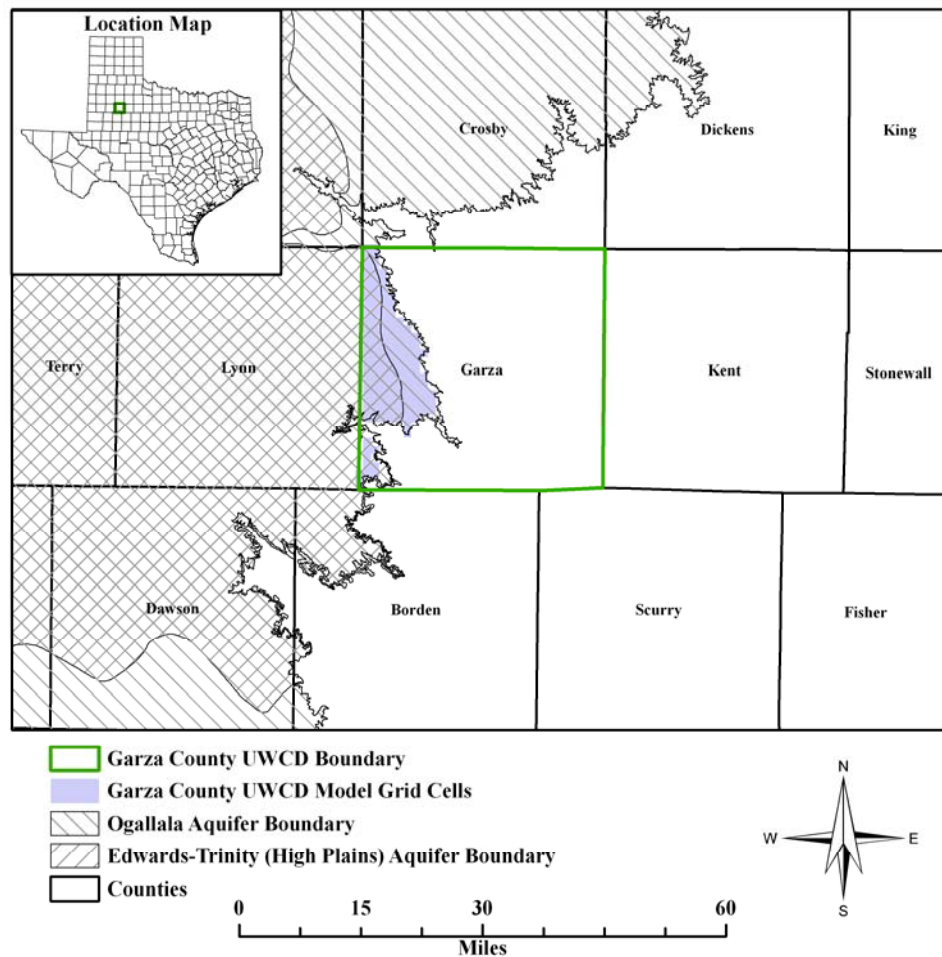 Location Map
Crosby
Dickens
King
Terry
Lynn
Garza
Kent
Stonewall
Dawson
Borden
Scurry
Fisher
Garza County UWCD Boundary
Garza County UWCD Model Grid Cells
Ogallala Aquifer Boundary
Edwards-Trinity (High Plains) Aquifer Boundary
Counties
N
W E
S
0 15 30 60
Miles